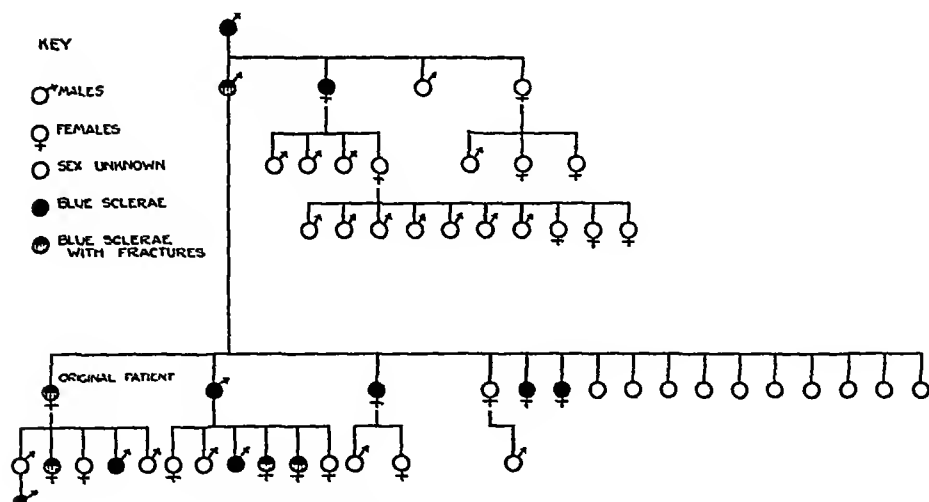 KEY
MALES
FEMALES
SEX UNKNOWN
BLUE SCLERAE
BLUE SCLERAE
WITH FRACTURES
ORIGINAL PATIENT